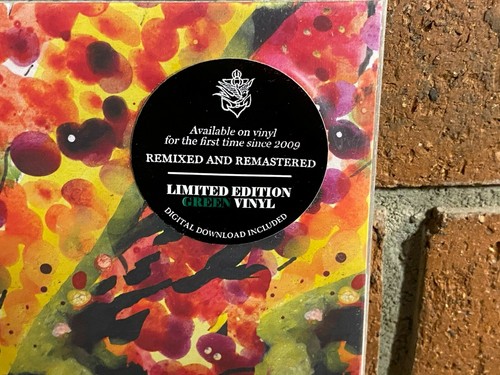 Available on vinyl
for the first time since 2009
REMIXED AND REMASTERED
LIMITED EDITION
GREEN VINYL
DIGITAL DOWNLOAD INCLUDED